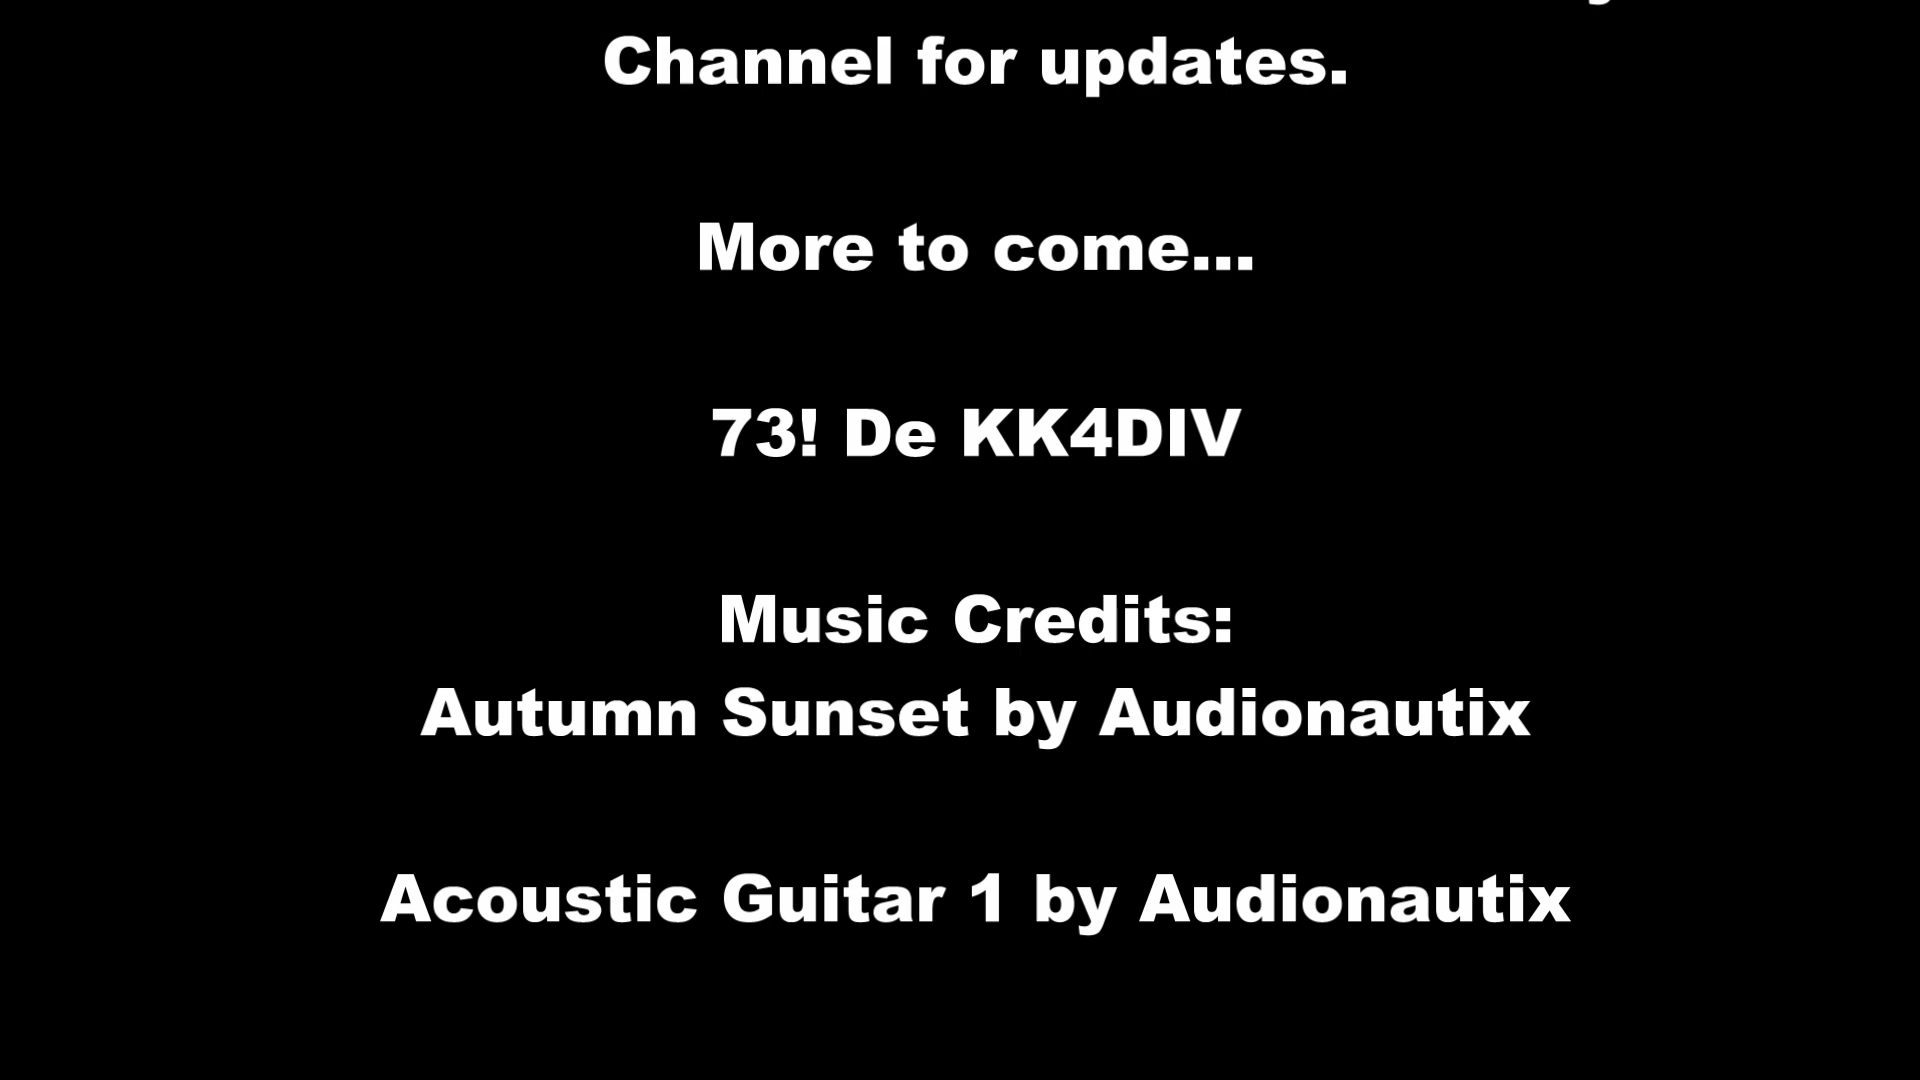 Channel for updates.
More to come...
73! De KK4DIV
Music Credits:
Autumn Sunset by Audionautix
Acoustic Guitar 1 by Audionautix